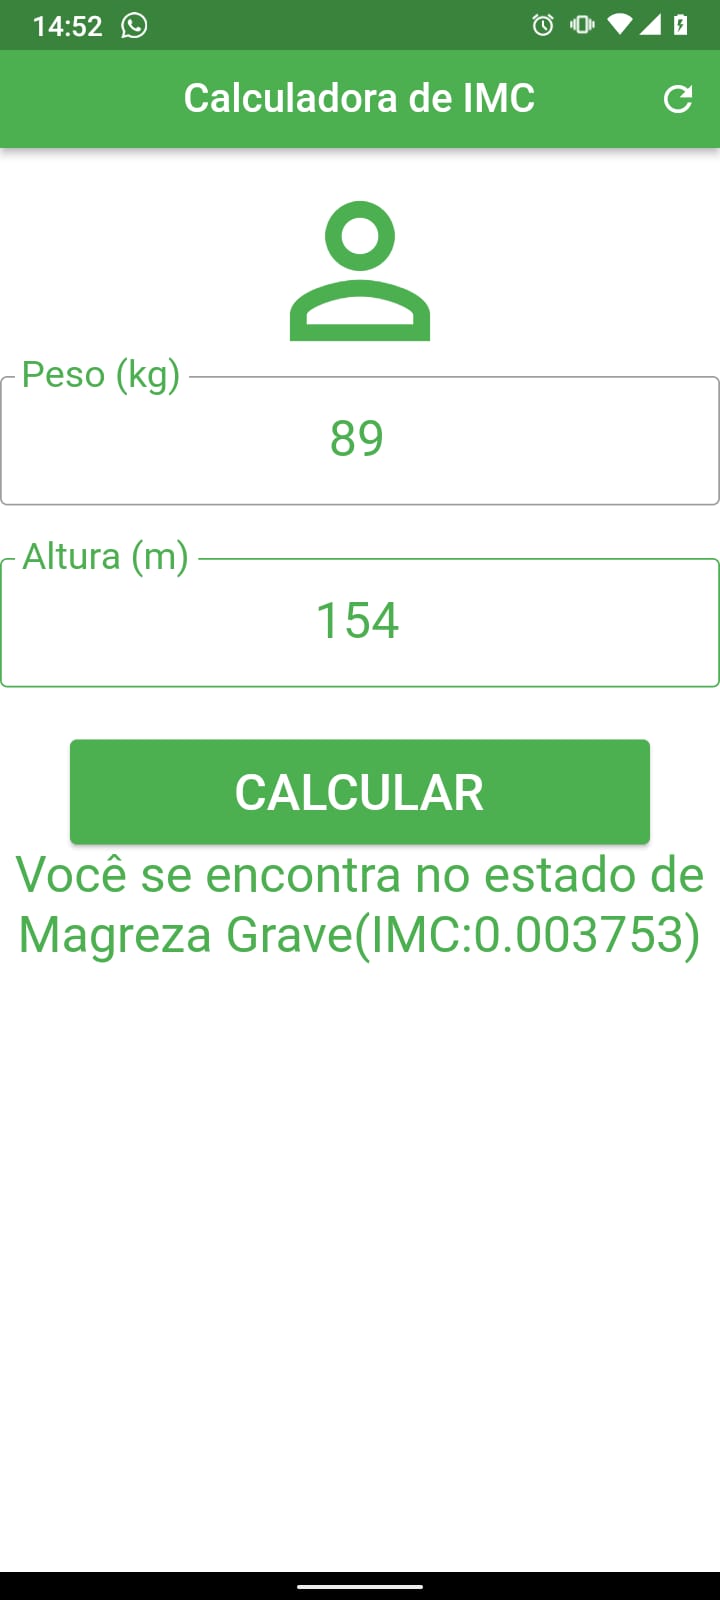 14:52
Calculadora de IMC
Peso (kg)
89
Altura (m)
154
CALCULAR
Você se encontra no estado de
Magreza Grave(IMC:0.003753)